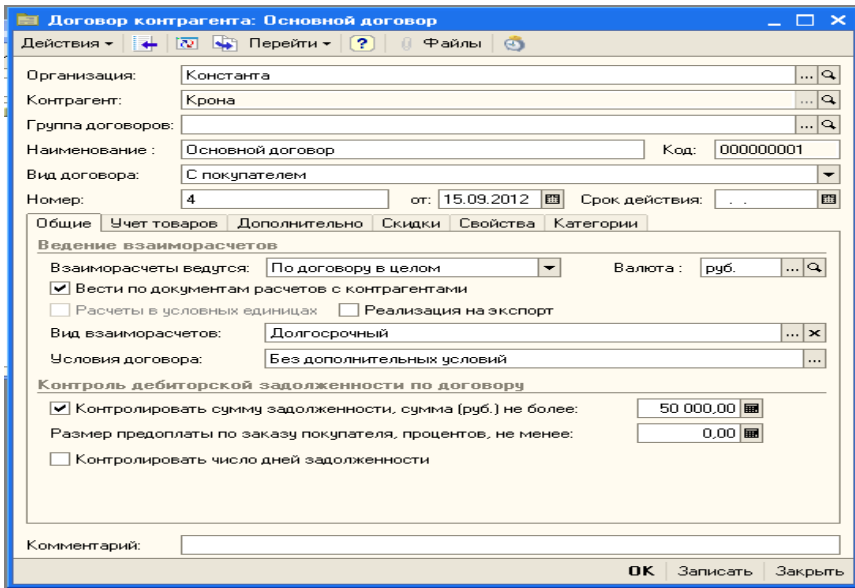 Договор контрагента: Основной договор
Действия Перейти ? Файлы
Организация: Константа ...
Контрагент: Крона ...
Группа договоров: ...
Наименование : Основной договор Код: 000000001
Вид договора: С покупателем
Номер: 4 от: 15.09.2012 Срок действия: . .
Общие Учет товаров Дополнительно Скидки Свойства Категории
Ведение взаиморасчетов
Взаиморасчеты ведутся: По договору в целом Валюта : руб. ...
Вести по документам расчетов с контрагентами
Расчеты в условных единицах Реализация на экспорт
Вид взаиморасчетов: Долгосрочный ... ×
Условия договора: Без дополнительных условий ...
Контроль дебиторской задолженности по договору
Контролировать сумму задолженности, сумма (руб.) не более: 50 000,00
Размер предоплаты по заказу покупателя, процентов, не менее: 0,00
Контролировать число дней задолженности
Комментарий:
OK Записать Закрыть